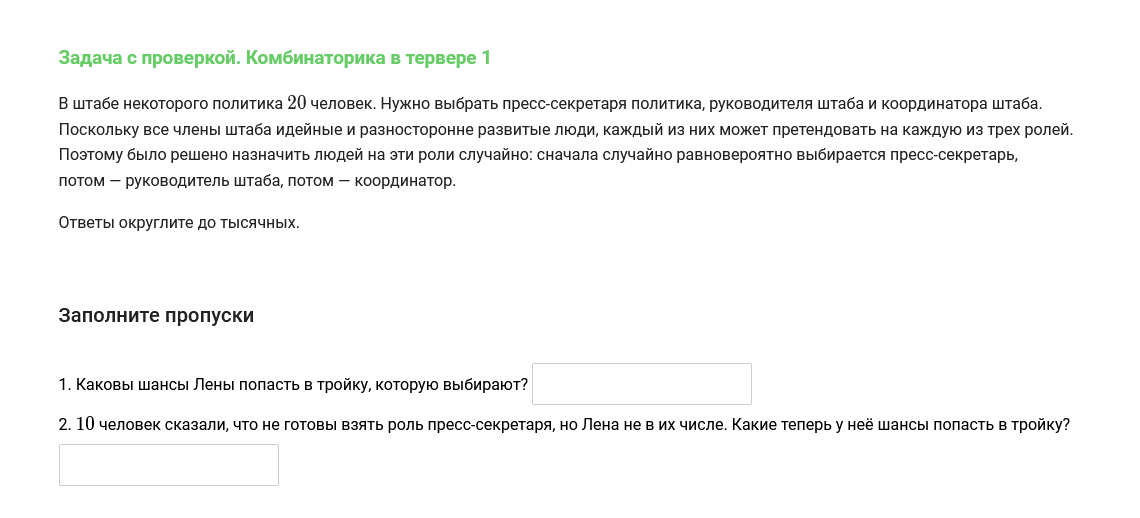 Задача с проверкой. Комбинаторика в тервере 1
В штабе некоторого политика 20 человек. Нужно выбрать пресс-секретаря политика, руководителя штаба и координатора штаба.
Поскольку все члены штаба идейные и разносторонне развитые люди, каждый из них может претендовать на каждую из трех ролей.
Поэтому было решено назначить людей на эти роли случайно: сначала случайно равновероятно выбирается пресс-секретарь,
потом — руководитель штаба, потом — координатор.
Ответы округлите до тысячных.
Заполните пропуски
1. Каковы шансы Лены попасть в тройку, которую выбирают?
2. 10 человек сказали, что не готовы взять роль пресс-секретаря, но Лена не в их числе. Какие теперь у неё шансы попасть в тройку?